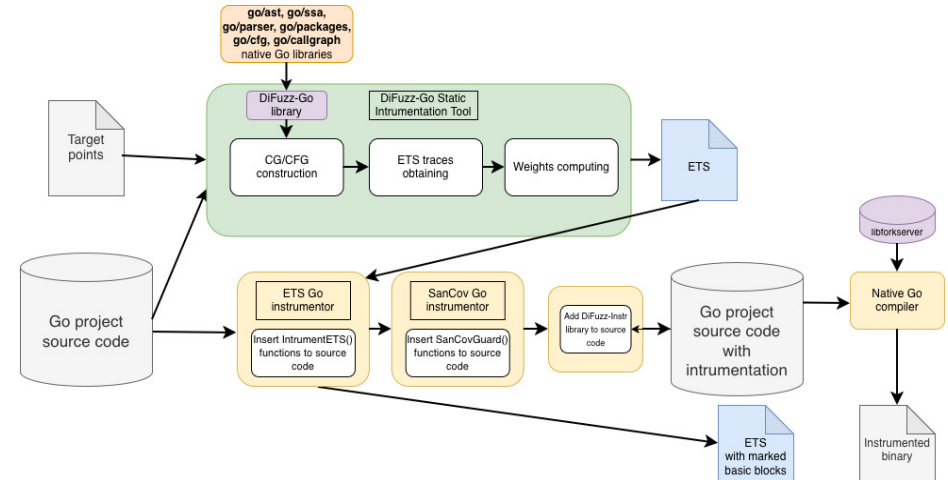 go/ast, go/ssa,
go/parser, go/packages,
go/cfg, go/callgraph
native Go libraries
DiFuzz-Go
library
DiFuzz-Go Static
Intrumentation Tool
Target
points
CG/CFG
construction
ETS traces
obtaining
Weights computing
ETS
libforkserver
Go project
source code
ETS Go
instrumentor
Insert IntrumentETS()
functions to source
code
SanCov Go
instrumentor
Insert SanCovGuard()
functions to source
code
Add DiFuzz-Instr
library to source
code
Go project
source code
with
intrumentation
Native Go
compiler
ETS
with marked
basic blocks
Instrumented
binary